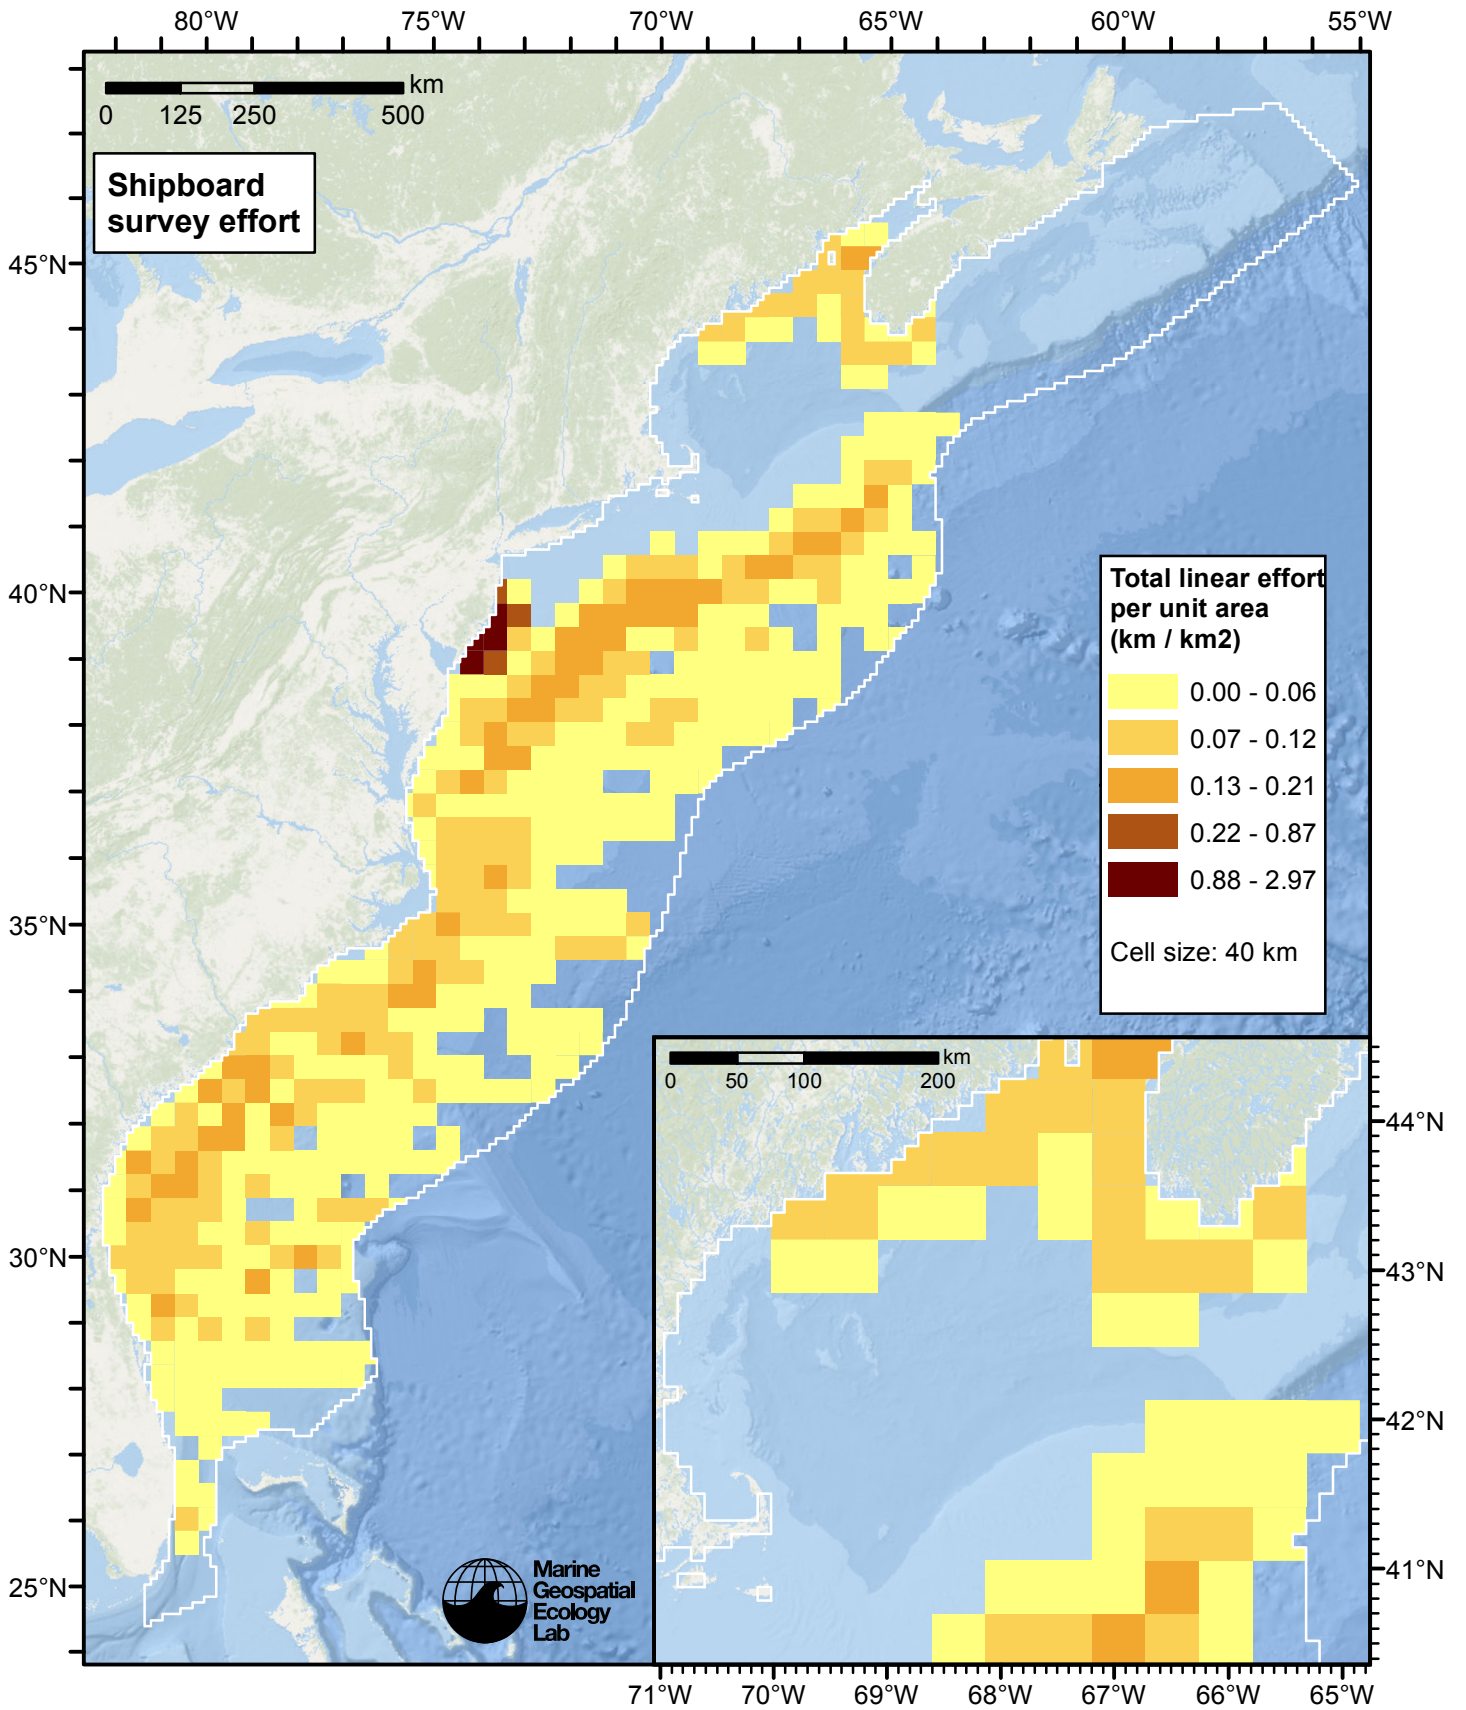 80°W 75°W 70°W 65°W 60°W 55°W
km
0 125 250 500
Shipboard
survey effort
45°N
40°N
35°N
30°N
25°N
Total linear effort
per unit area
(km / km2)
0.00 - 0.06
0.07 - 0.12
0.13 - 0.21
0.22 - 0.87
0.88 - 2.97
Cell size: 40 km
km
0 50 100 200
44°N
43°N
42°N
41°N
Marine
Geospatial
Ecology
Lab
71°W 70°W 69°W 68°W 67°W 66°W 65°W